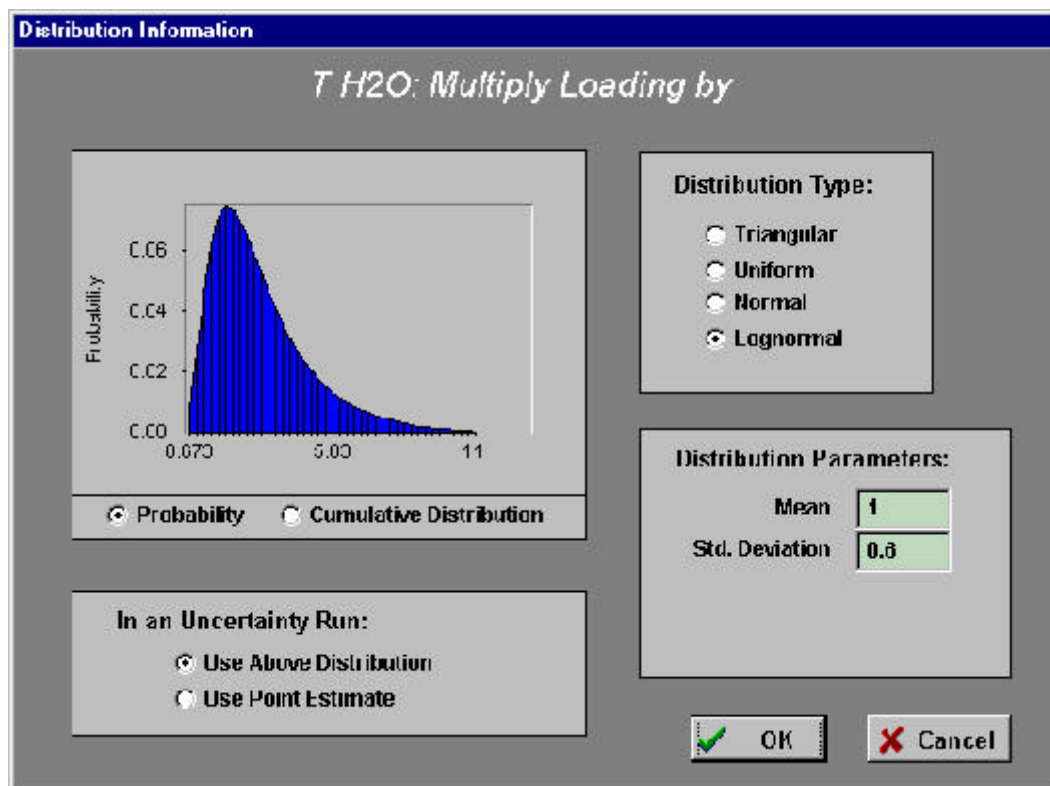 Distribution Information
T H2O: Multiply Loading by
Probability
0.06
0.04
0.02
0.00
5.00
11
Probability
Cumulative Distribution
In an Uncertainty Run:
Use Above Distribution
Use Point Estimate
Distribution Type:
Triangular
Uniform
Normal
Lognormal
Distribution Parameters:
Mean 1
Std. Deviation
OK
Cancel